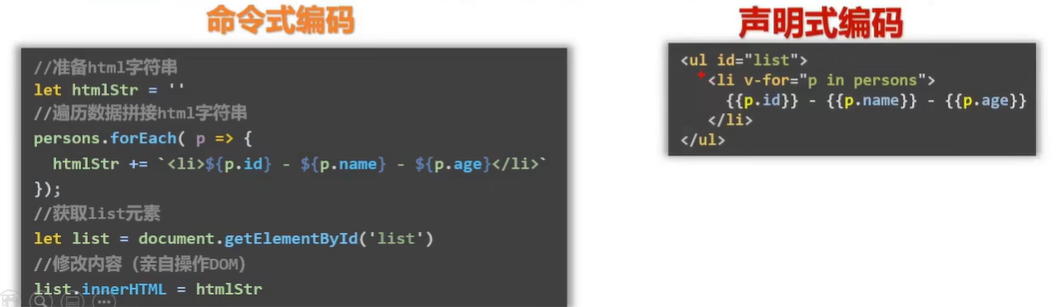 命令式编码
//准备html字符串
let htmlStr = ''
//遍历数据拼接html字符串
persons.forEach( p => {
htmlStr += `<li>${p.id} - ${p.name} - ${p.age}</li>`
});
//获取list元素
let list = document.getElementById('list')
//修改内容（亲自操作DOM）
list.innerHTML = htmlStr
声明式编码
<ul id="list">
<li v-for="p in persons">
{{p.id}} - {{p.name}} - {{p.age}}
</li>
</ul>